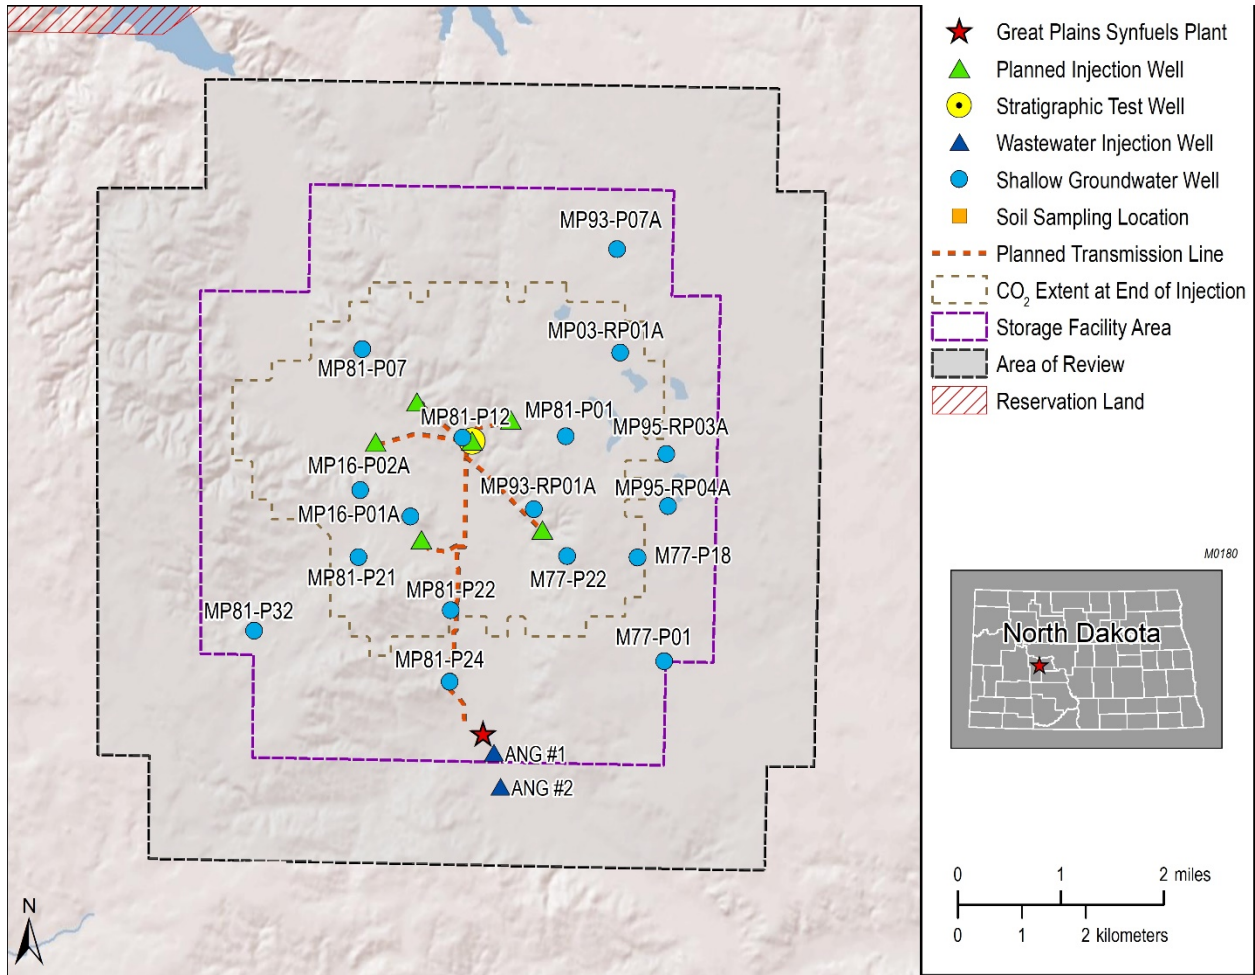 MP93-P07A
MP03-RP01A
MP81-P07
MP81-P12
MP81-P01
MP95-RP03A
MP16-P02A
MP93-RP01A
MP95-RP04A
MP16-P01A
MP81-P21
M77-P22
M77-P18
MP81-P22
MP81-P32
M77-P01
MP81-P24
ANG #1
ANG #2
N
Great Plains Synfuels Plant
Planned Injection Well
Stratigraphic Test Well
Wastewater Injection Well
Shallow Groundwater Well
Soil Sampling Location
Planned Transmission Line
CO₂ Extent at End of Injection
Storage Facility Area
Area of Review
Reservation Land
M0180
North Dakota
0 1 2 miles
0 1 2 kilometers